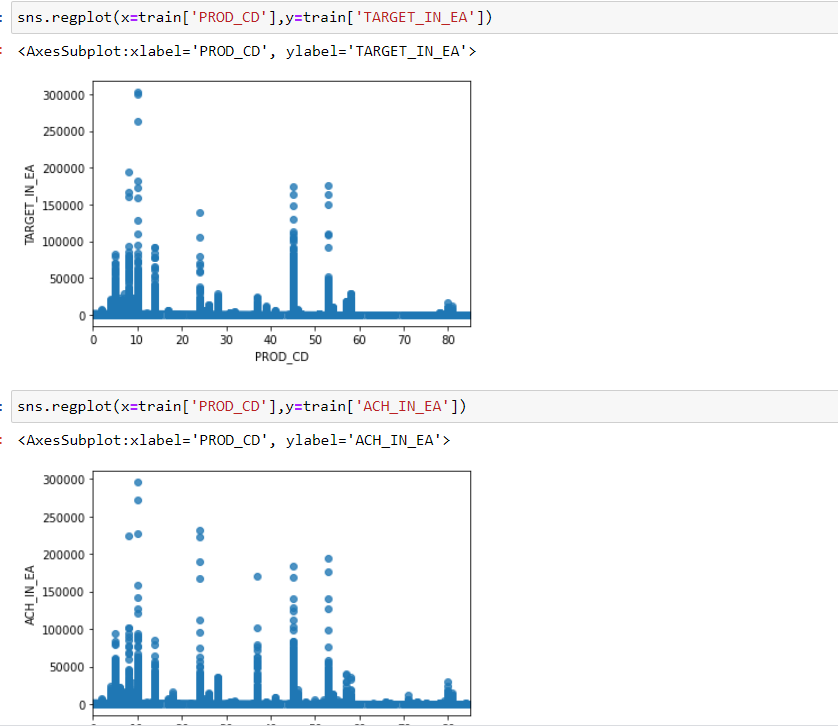 sns.regplot(x=train['PROD_CD'],y=train['TARGET_IN_EA'])
<AxesSubplot:xlabel='PROD_CD', ylabel='TARGET_IN_EA'>
300000
250000
200000
150000
100000
50000
0
TARGET_IN_EA
0 10 20 30 40 50 60 70 80
PROD_CD
sns.regplot(x=train['PROD_CD'],y=train['ACH_IN_EA'])
<AxesSubplot:xlabel='PROD_CD', ylabel='ACH_IN_EA'>
300000
250000
200000
150000
100000
50000
0
ACH_IN_EA